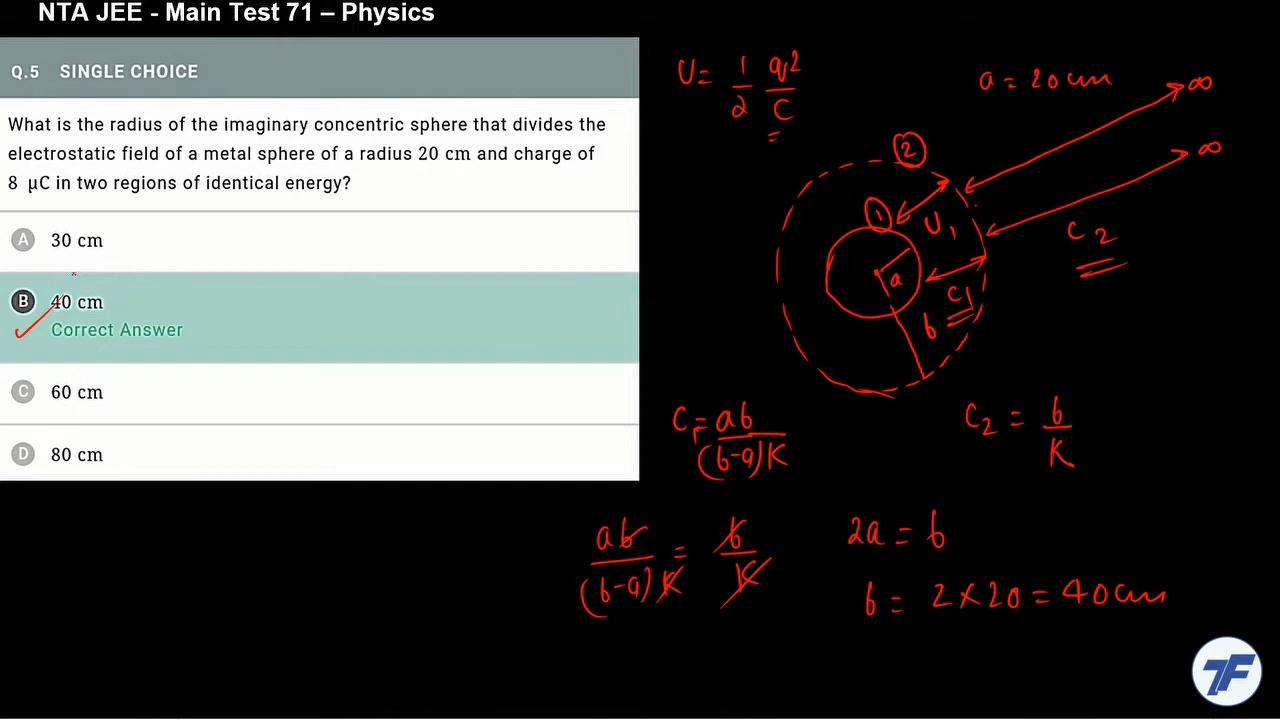 NTA JEE - Main Test 71 – Physics
Q.5 SINGLE CHOICE
What is the radius of the imaginary concentric sphere that divides the
electrostatic field of a metal sphere of a radius 20 cm and charge of
8 μC in two regions of identical energy?
A 30 cm
B 40 cm
Correct Answer
C 60 cm
D 80 cm
U = 1/2 q²/C
a = 20 cm
∞
∞
2
1
U₁
a
C₁
b
C₂
C₁ = ab/(b-a)K
C₂ = b/K
ab/(b-a)K = b/K
2a = b
b = 2 × 20 = 40 cm